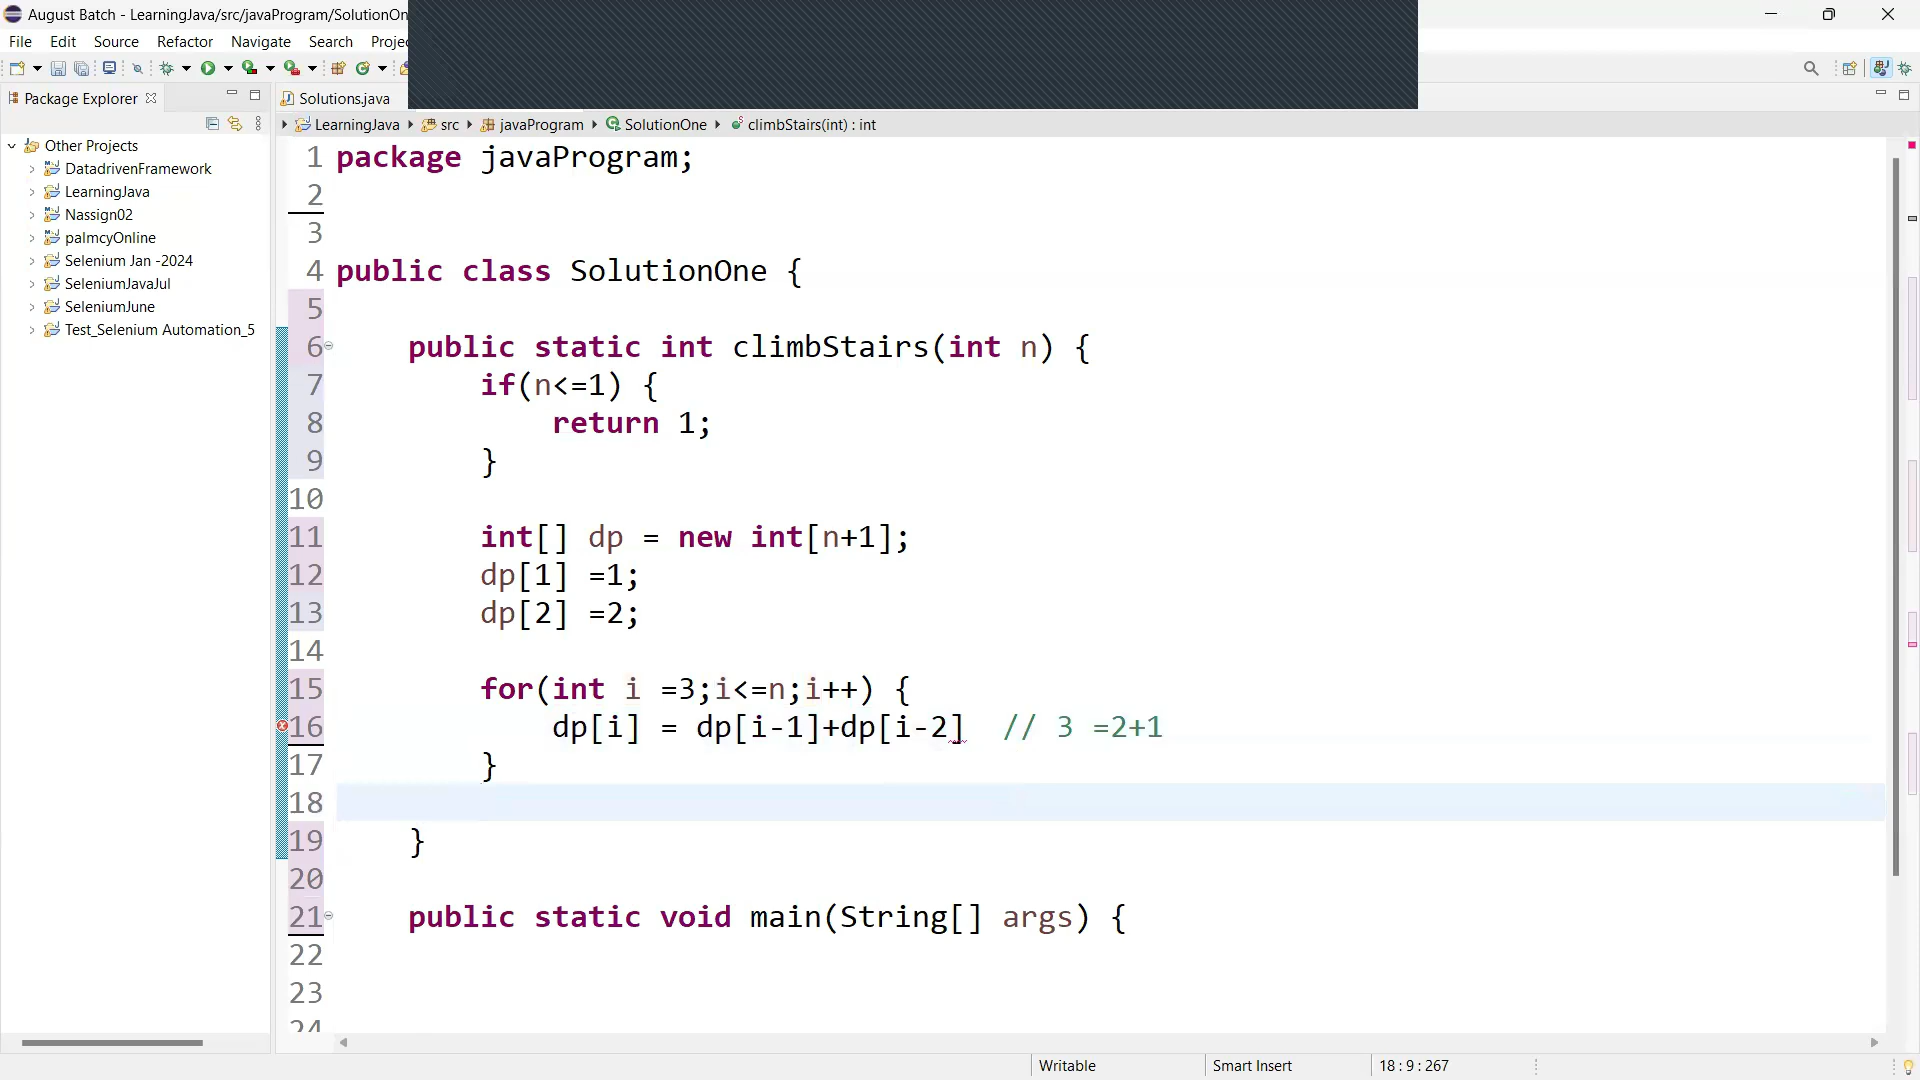 August Batch - LearningJava/src/javaProgram/SolutionOn
File Edit Source Refactor Navigate Search Projec
Package Explorer
Solutions.java
LearningJava src javaProgram SolutionOne climbStairs(int) : int
Other Projects
DatadrivenFramework
LearningJava
Nassign02
palmcyOnline
Selenium Jan -2024
SeleniumJavaJul
SeleniumJune
Test_Selenium Automation_5
1 package javaProgram;
2
3
4 public class SolutionOne {
5
6 public static int climbStairs(int n) {
7 if(n<=1) {
8 return 1;
9 }
10
11 int[] dp = new int[n+1];
12 dp[1] =1;
13 dp[2] =2;
14
15 for(int i =3;i<=n;i++) {
16 dp[i] = dp[i-1]+dp[i-2] // 3 =2+1
17 }
18
19 }
20
21 public static void main(String[] args) {
22
23
24
Writable Smart Insert 18 : 9 : 267